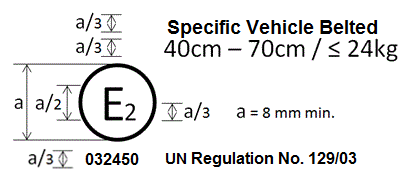 a/3 Specific Vehicle Belted
a/3 40cm – 70cm / ≤ 24kg
a a/2 E2 a/3 a = 8 mm min.
a/3 032450 UN Regulation No. 129/03